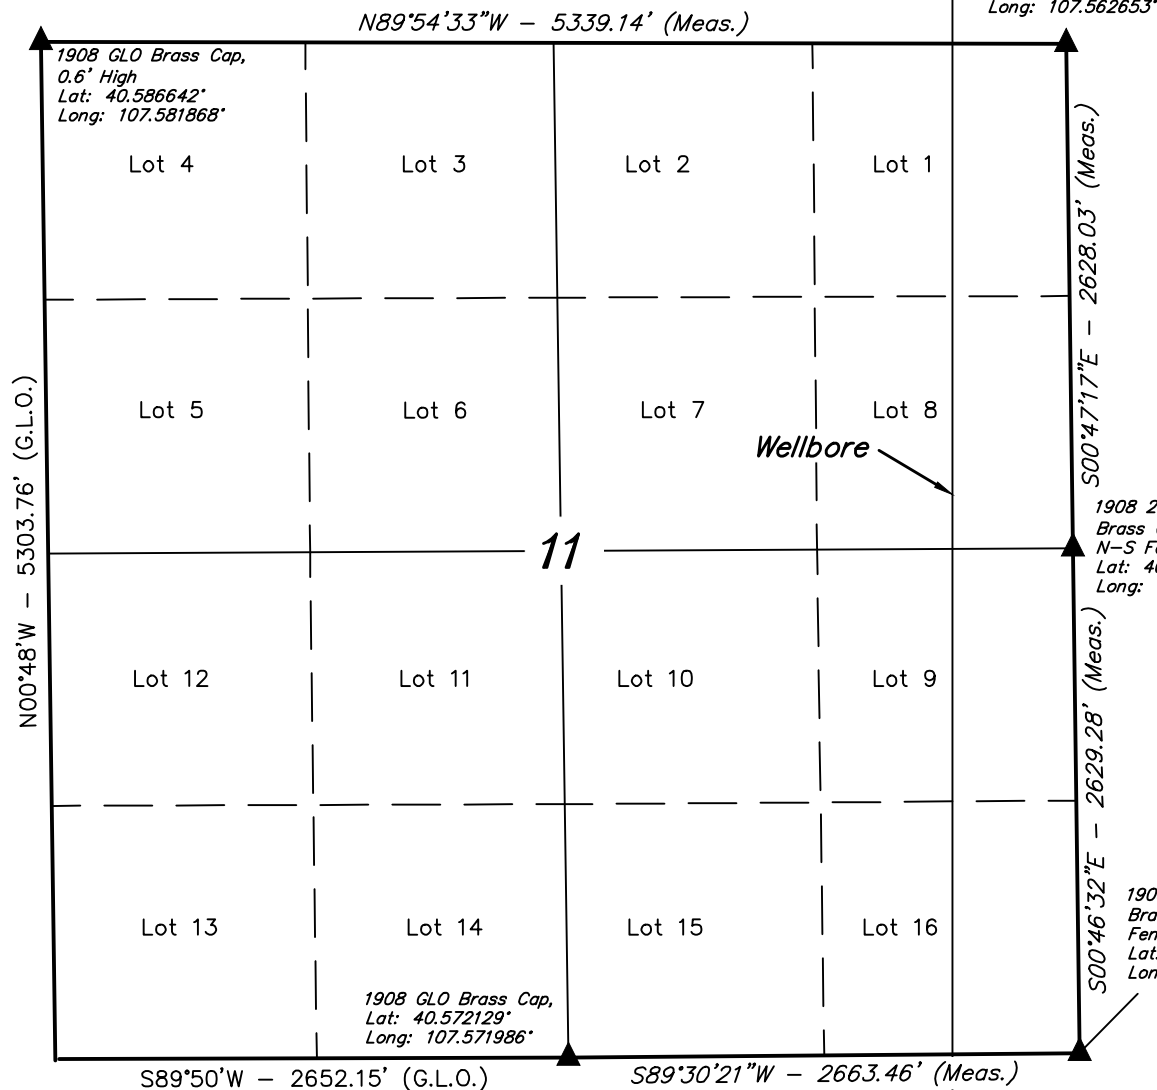 N89°54'33"W - 5339.14' (Meas.)
Long: 107.562653°
1908 GLO Brass Cap,
0.6' High
Lat: 40.586642°
Long: 107.581868°
Lot 4
Lot 3
Lot 2
Lot 1
S00°47'17"E - 2628.03' (Meas.)
Lot 5
Lot 6
Lot 7
Lot 8
Wellbore
N00°48'W - 5303.76' (G.L.O.)
1908 2
Brass
N-S
Lat:
Long:
11
Lot 12
Lot 11
Lot 10
Lot 9
S00°46'32"E - 2629.28' (Meas.)
Lot 13
Lot 14
Lot 15
Lot 16
1908 GLO Brass Cap,
Lat: 40.572129°
Long: 107.571986°
S89°50'W - 2652.15' (G.L.O.)
S89°30'21"W - 2663.46' (Meas.)